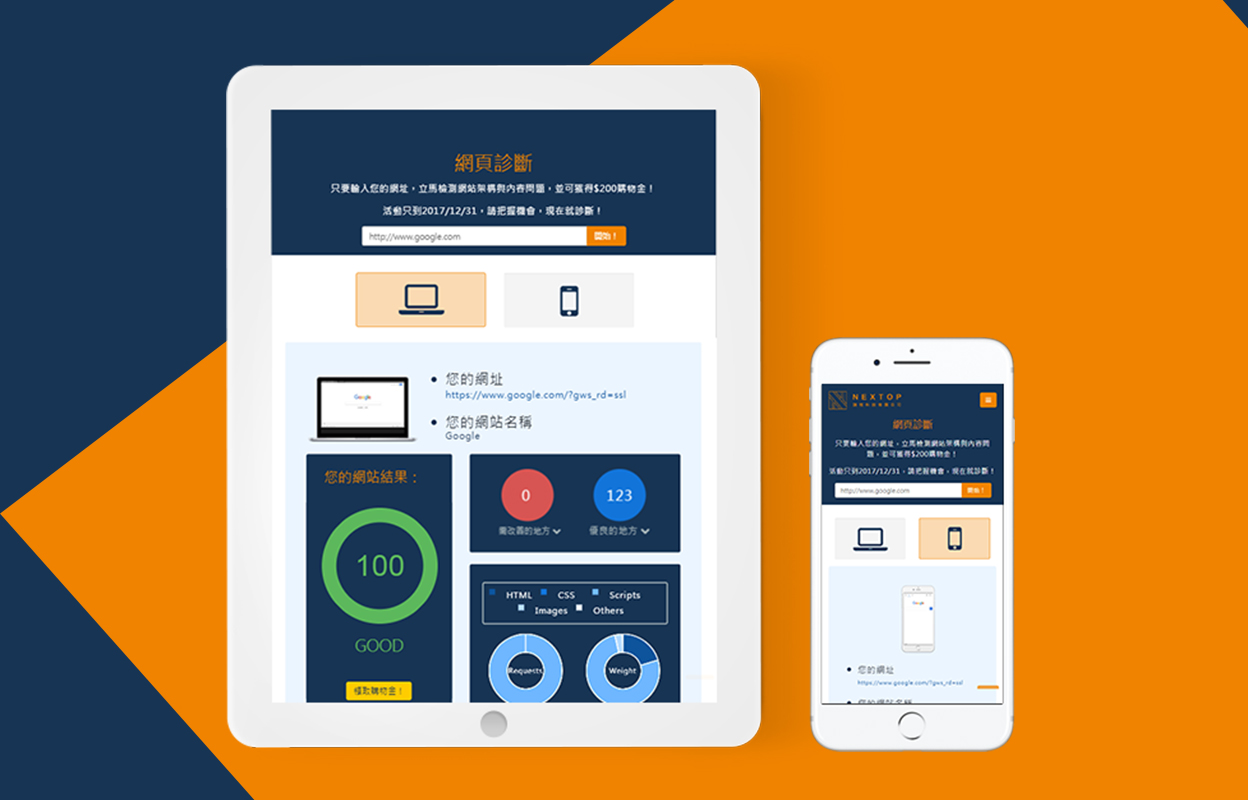 網頁診斷
只要輸入您的網址，立馬檢測網站架構與內容問題，並可獲得$200購物金！
活動只到2017/12/31，請把握機會，現在就診斷！
http://www.google.com
開始！
Google
您的網址
https://www.google.com/?gws_rd=ssl
您的網站名稱
Google
您的網站結果：
100
GOOD
領取購物金！
0
123
需改善的地方
優良的地方
HTML CSS Scripts
Images Others
Requests
Weight
NEXTOP
網頁診斷
只要輸入您的網址，立馬檢測網站架構與內容問
題，並可獲得$200購物金！
活動只到2017/12/31，請把握機會，現在就診斷！
http://www.google.com
開始！
Google
您的網址
https://www.google.com/?gws_rd=ssl
您的網站名稱